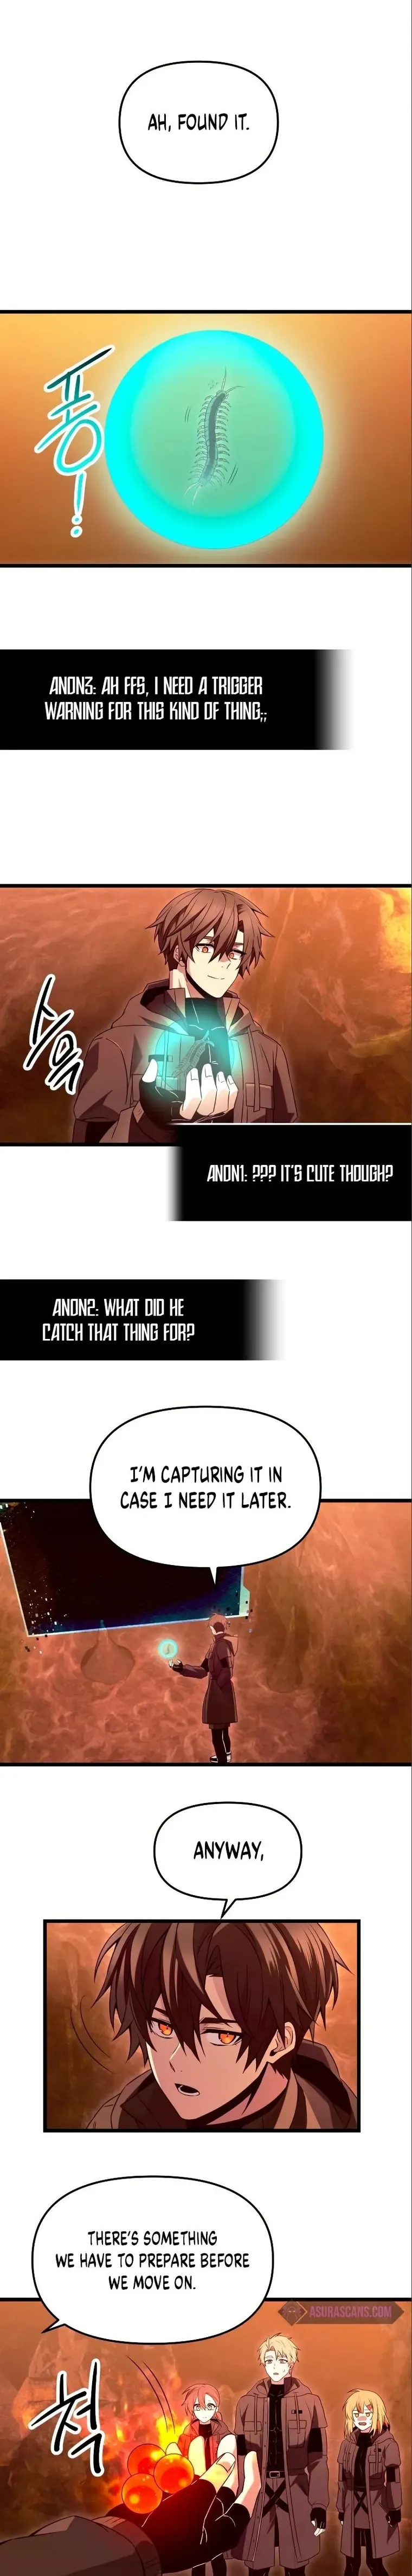 AH, FOUND IT.
퐁!
ANON3: AH FFS, I NEED A TRIGGER
WARNING FOR THIS KIND OF THING;;
스윽
ANON1: ??? IT'S CUTE THOUGH?
ANON2: WHAT DID HE
CATCH THAT THING FOR?
I'M CAPTURING IT IN
CASE I NEED IT LATER.
ANYWAY,
THERE'S SOMETHING
WE HAVE TO PREPARE BEFORE
WE MOVE ON.
ASURASCANS.COM
척